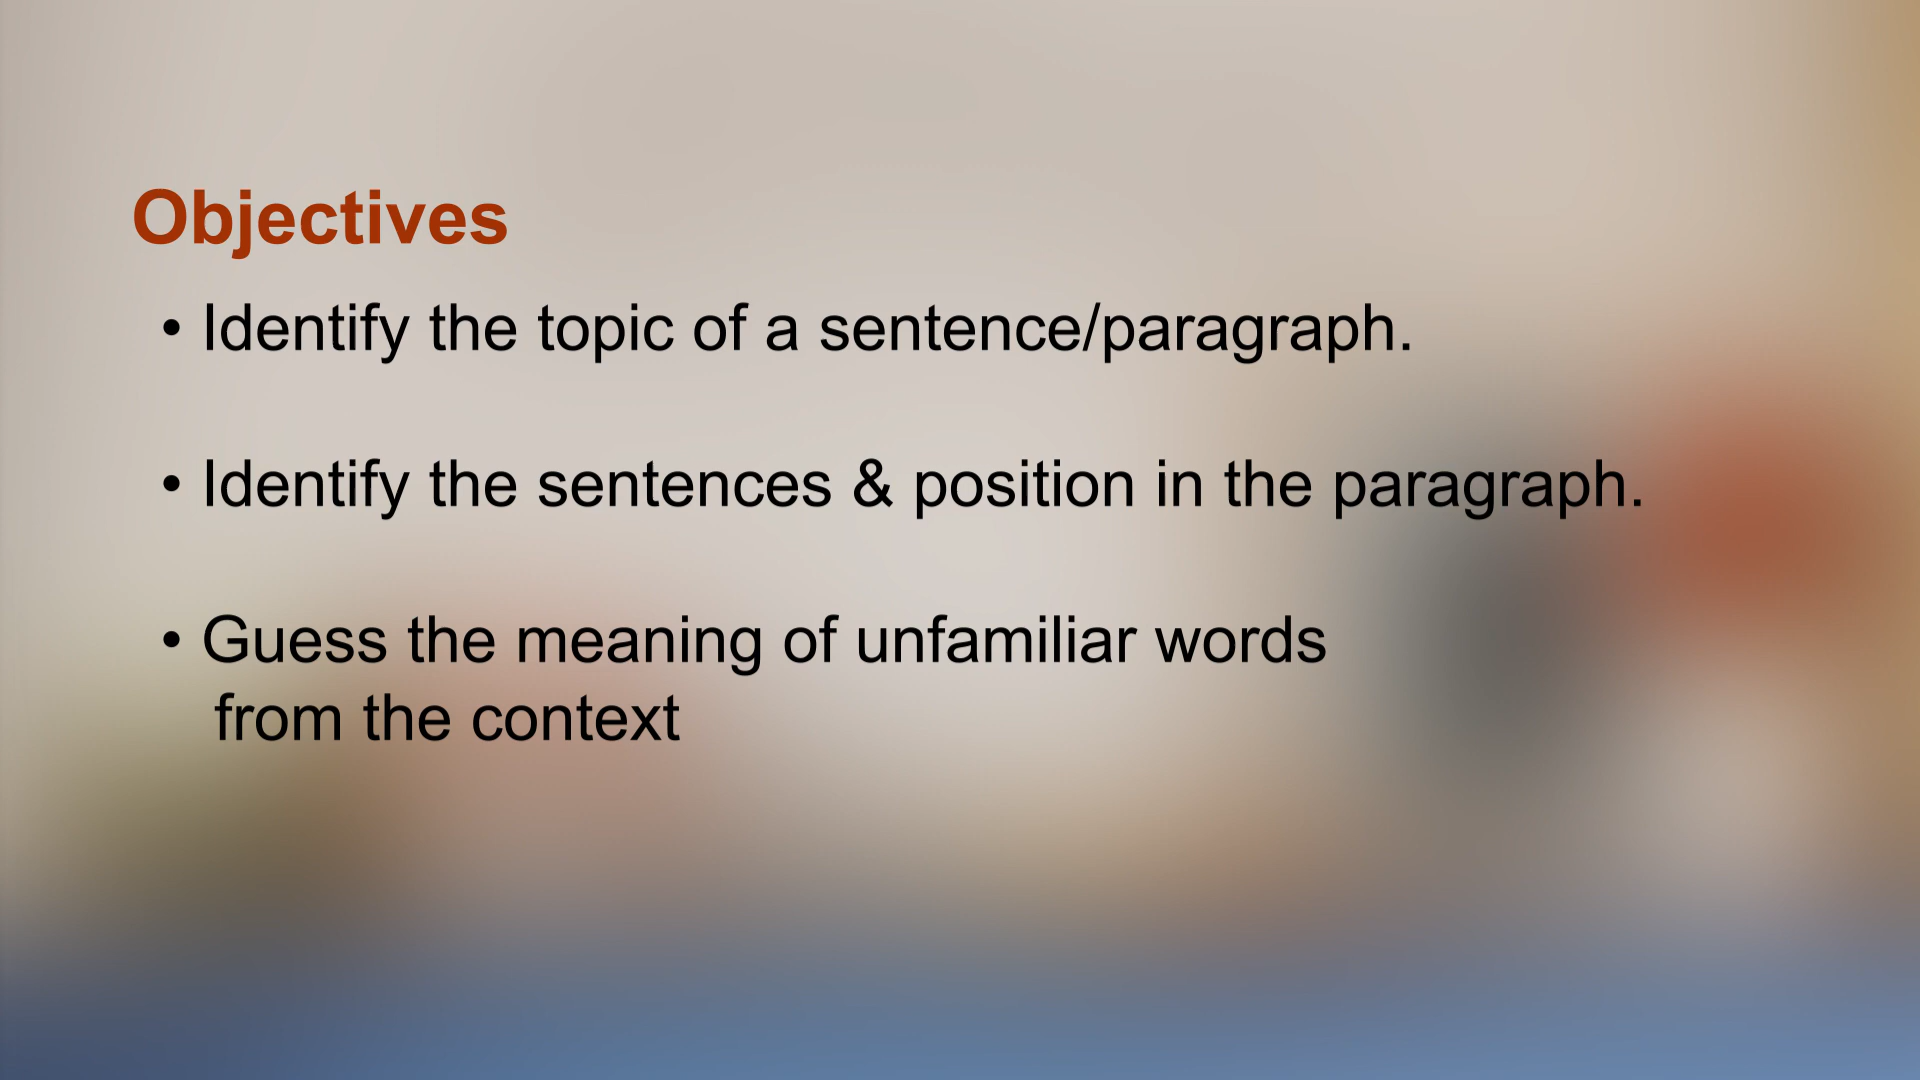 Objectives
• Identify the topic of a sentence/paragraph.
• Identify the sentences & position in the paragraph.
• Guess the meaning of unfamiliar words
from the context